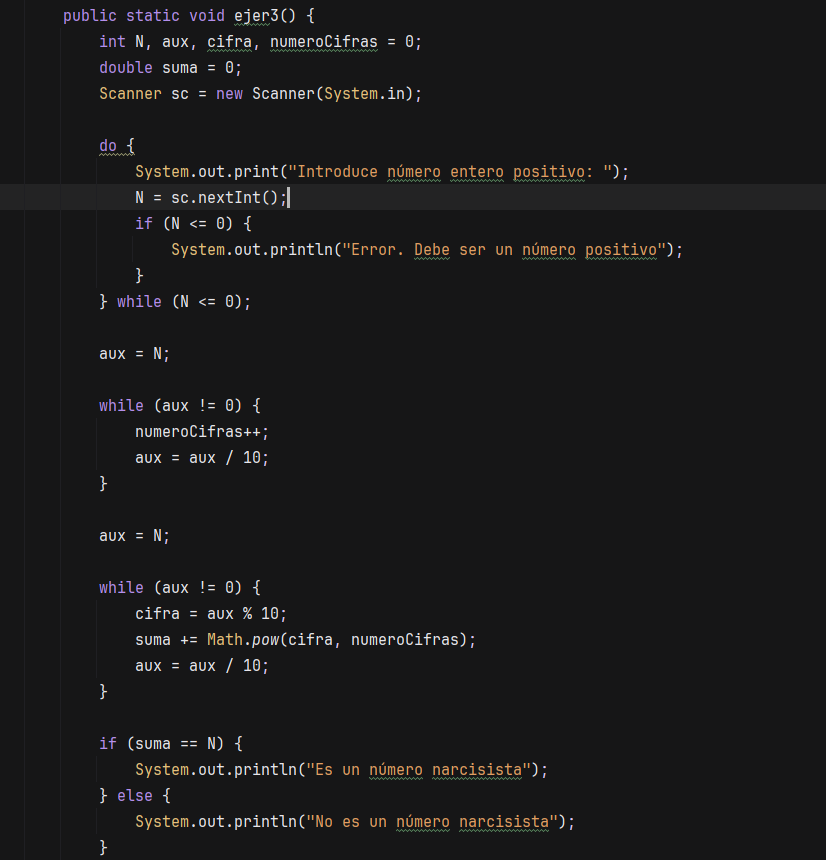 public static void ejer3() {
int N, aux, cifra, numeroCifras = 0;
double suma = 0;
Scanner sc = new Scanner(System.in);
do {
System.out.print("Introduce número entero positivo: ");
N = sc.nextInt();
if (N <= 0) {
System.out.println("Error. Debe ser un número positivo");
}
} while (N <= 0);
aux = N;
while (aux != 0) {
numeroCifras++;
aux = aux / 10;
}
aux = N;
while (aux != 0) {
cifra = aux % 10;
suma += Math.pow(cifra, numeroCifras);
aux = aux / 10;
}
if (suma == N) {
System.out.println("Es un número narcisista");
} else {
System.out.println("No es un número narcisista");
}